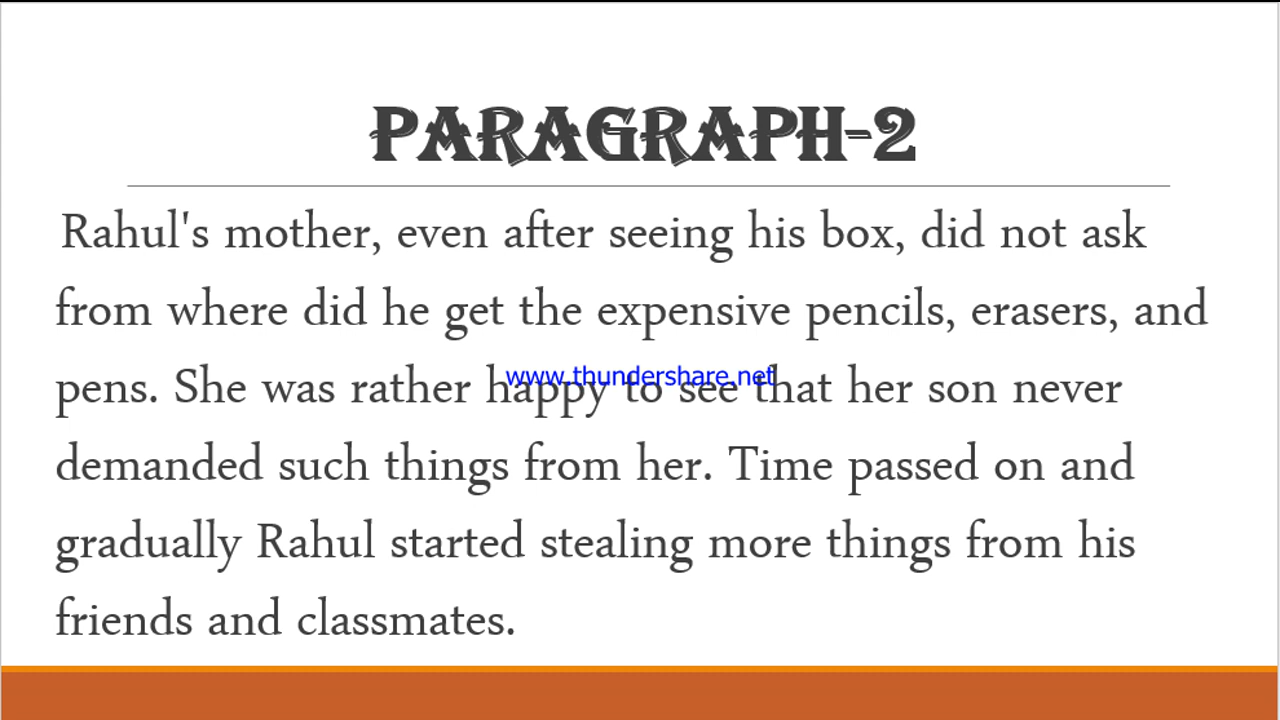 PARAGRAPH-2
Rahul's mother, even after seeing his box, did not ask
from where did he get the expensive pencils, erasers, and
www.thundershare.net
pens. She was rather happy to see that her son never
demanded such things from her. Time passed on and
gradually Rahul started stealing more things from his
friends and classmates.